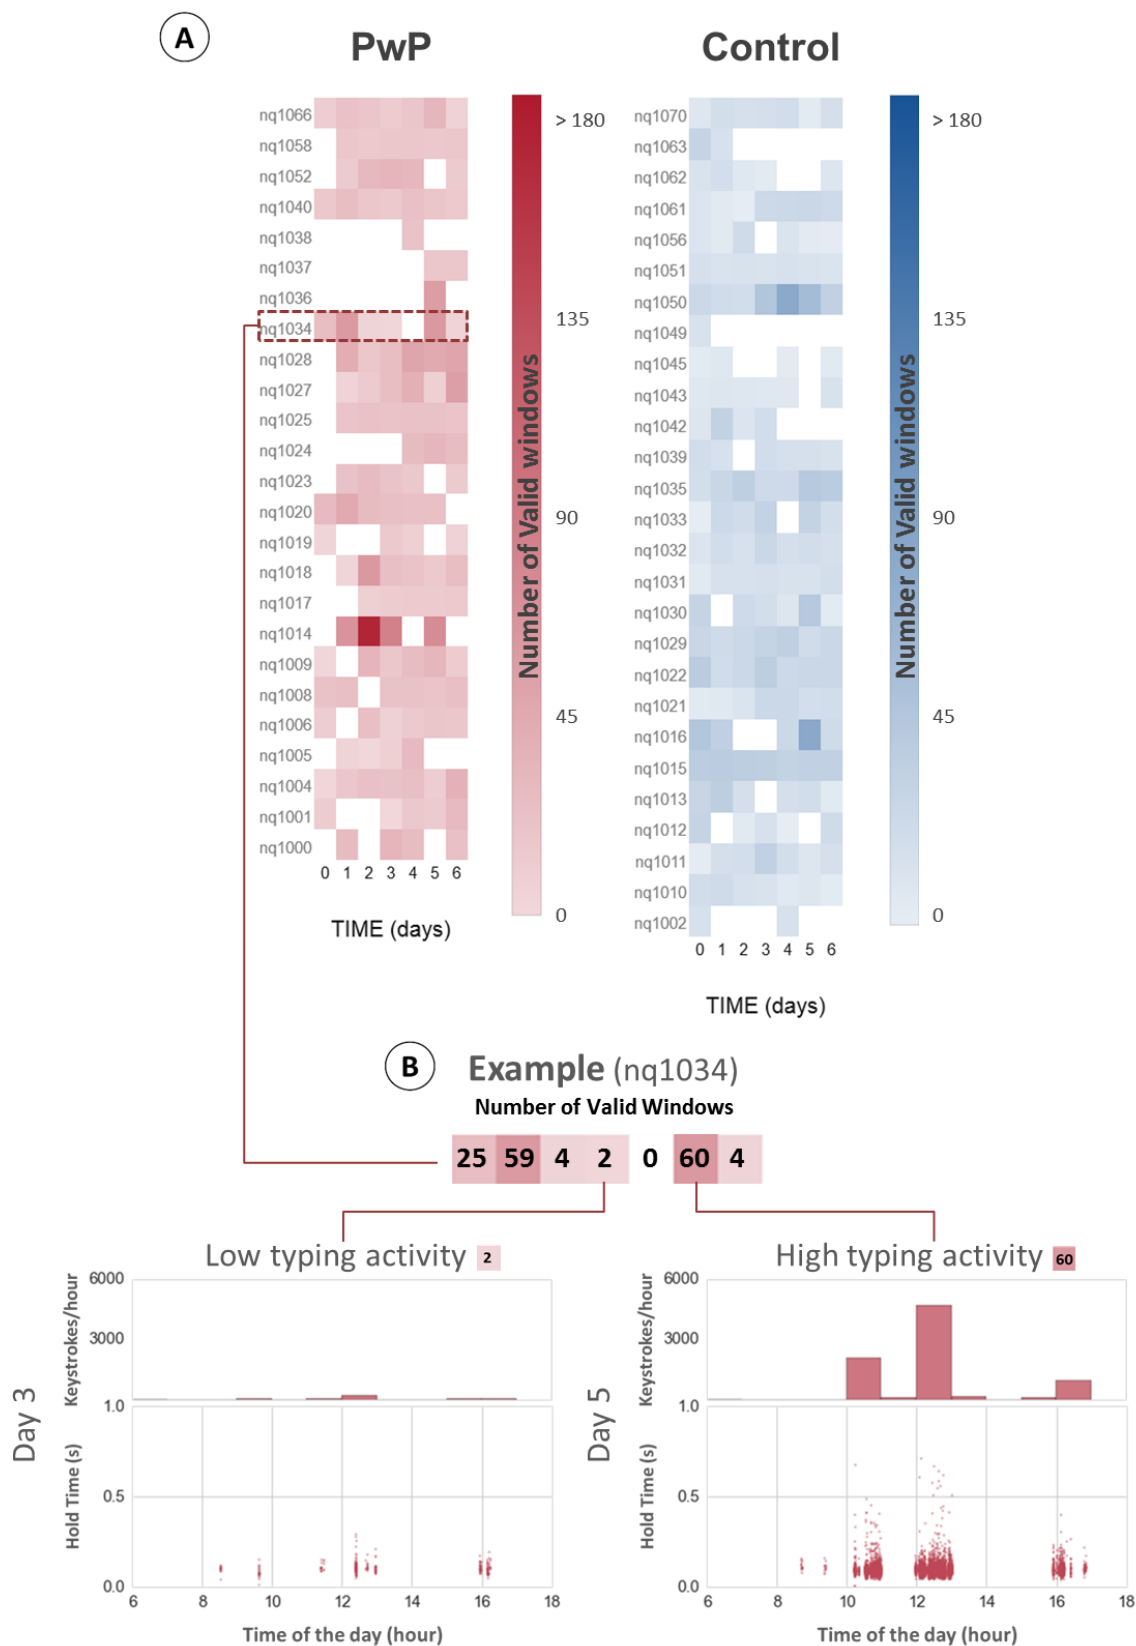 A
PwP
Control
nq1066
nq1058
nq1052
nq1040
nq1038
nq1037
nq1036
nq1034
nq1028
nq1027
nq1025
nq1024
nq1023
nq1020
nq1019
nq1018
nq1017
nq1014
nq1009
nq1008
nq1006
nq1005
nq1004
nq1001
nq1000
0 1 2 3 4 5 6
TIME (days)
> 180
135
90
45
0
Number of Valid windows
nq1070
nq1063
nq1062
nq1061
nq1056
nq1051
nq1050
nq1049
nq1045
nq1043
nq1042
nq1039
nq1035
nq1033
nq1032
nq1031
nq1030
nq1029
nq1022
nq1021
nq1016
nq1015
nq1013
nq1012
nq1011
nq1010
nq1002
0 1 2 3 4 5 6
TIME (days)
> 180
135
90
45
0
Number of Valid windows
B
Example (nq1034)
Number of Valid Windows
25 59 4 2 0 60 4
Low typing activity 2
Day 3
Keystrokes/hour
6000
3000
Hold Time (s)
1.0
0.5
0.0
6 8 10 12 14 16 18
Time of the day (hour)
High typing activity 60
Day 5
Keystrokes/hour
6000
3000
Hold Time (s)
1.0
0.5
0.0
6 8 10 12 14 16 18
Time of the day (hour)